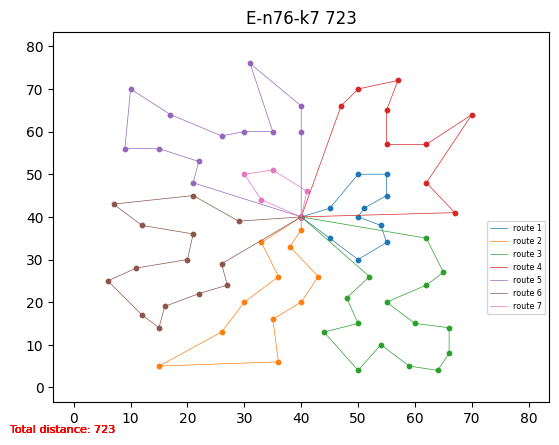 E-n76-k7 723
80
70
60
50
40
30
20
10
0
route 1
route 2
route 3
route 4
route 5
route 6
route 7
0 10 20 30 40 50 60 70 80
Total distance: 723